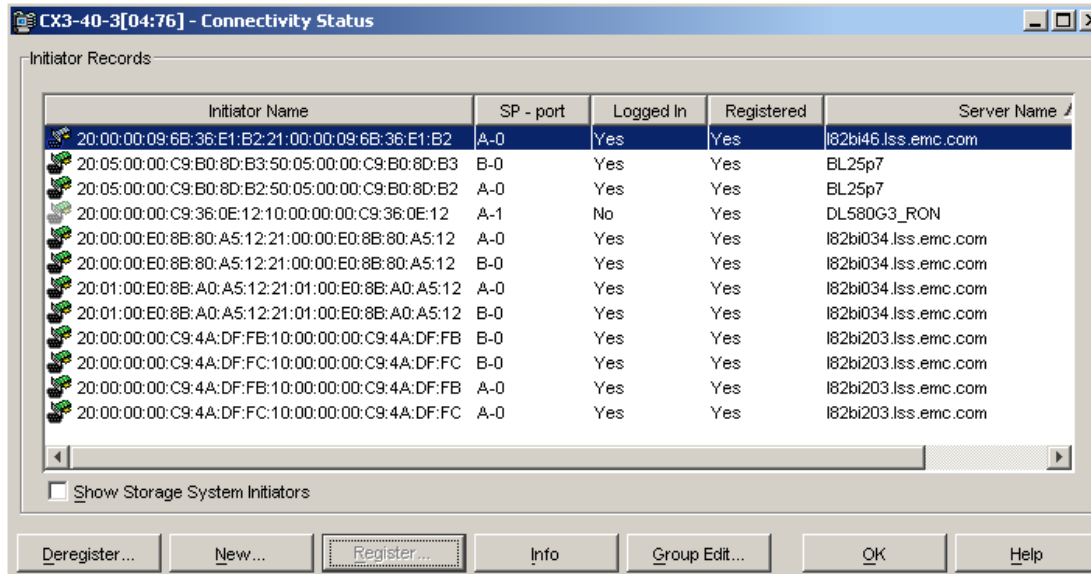 CX3-40-3[04:76] - Connectivity Status
Initiator Records
Initiator Name SP - port Logged In Registered Server Name
20:00:00:09:6B:36:E1:B2:21:00:00:09:6B:36:E1:B2 A-0 Yes Yes l82bi46.lss.emc.com
20:05:00:00:C9:B0:8D:B3:50:05:00:00:C9:B0:8D:B3 B-0 Yes Yes BL25p7
20:05:00:00:C9:B0:8D:B2:50:05:00:00:C9:B0:8D:B2 A-0 Yes Yes BL25p7
20:00:00:00:C9:36:0E:12:10:00:00:00:C9:36:0E:12 A-1 No Yes DL580G3_RON
20:00:00:E0:8B:80:A5:12:21:00:00:E0:8B:80:A5:12 A-0 Yes Yes l82bi034.lss.emc.com
20:00:00:E0:8B:80:A5:12:21:00:00:E0:8B:80:A5:12 B-0 Yes Yes l82bi034.lss.emc.com
20:01:00:E0:8B:A0:A5:12:21:01:00:E0:8B:A0:A5:12 A-0 Yes Yes l82bi034.lss.emc.com
20:01:00:E0:8B:A0:A5:12:21:01:00:E0:8B:A0:A5:12 B-0 Yes Yes l82bi034.lss.emc.com
20:00:00:00:C9:4A:DF:FB:10:00:00:00:C9:4A:DF:FB B-0 Yes Yes l82bi203.lss.emc.com
20:00:00:00:C9:4A:DF:FC:10:00:00:00:C9:4A:DF:FC B-0 Yes Yes l82bi203.lss.emc.com
20:00:00:00:C9:4A:DF:FB:10:00:00:00:C9:4A:DF:FB A-0 Yes Yes l82bi203.lss.emc.com
20:00:00:00:C9:4A:DF:FC:10:00:00:00:C9:4A:DF:FC A-0 Yes Yes l82bi203.lss.emc.com
Show Storage System Initiators
Deregister... New... Register... Info Group Edit... OK Help